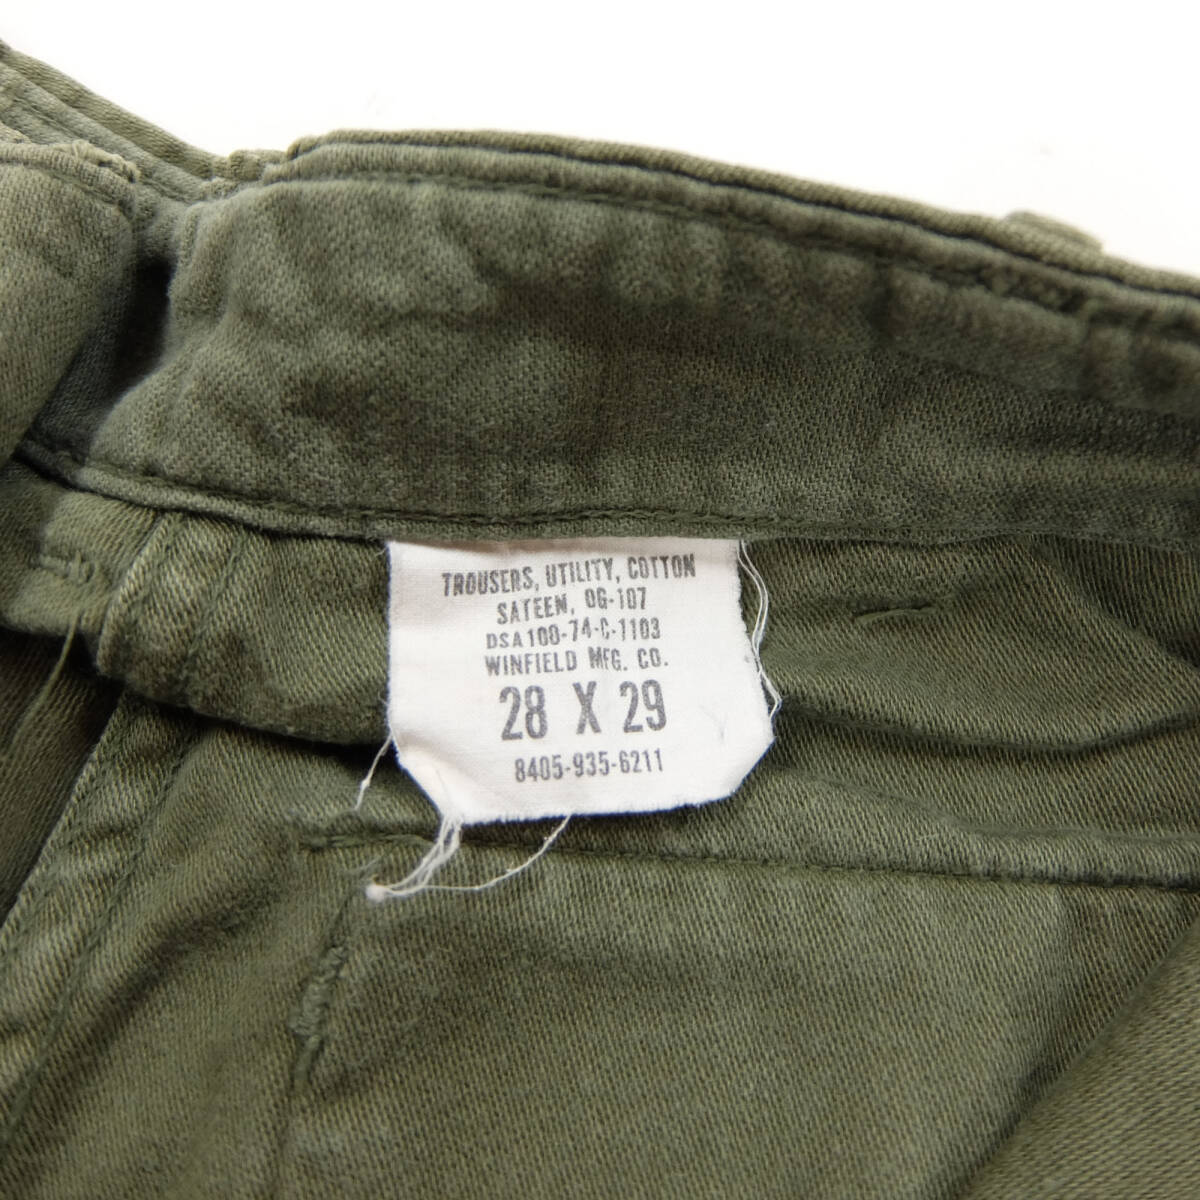 TROUSERS, UTILITY, COTTON
SATEEN, OG-107
DSA100-74-C-1103
WINFIELD MFG. CO.
28 X 29
8405-935-6211